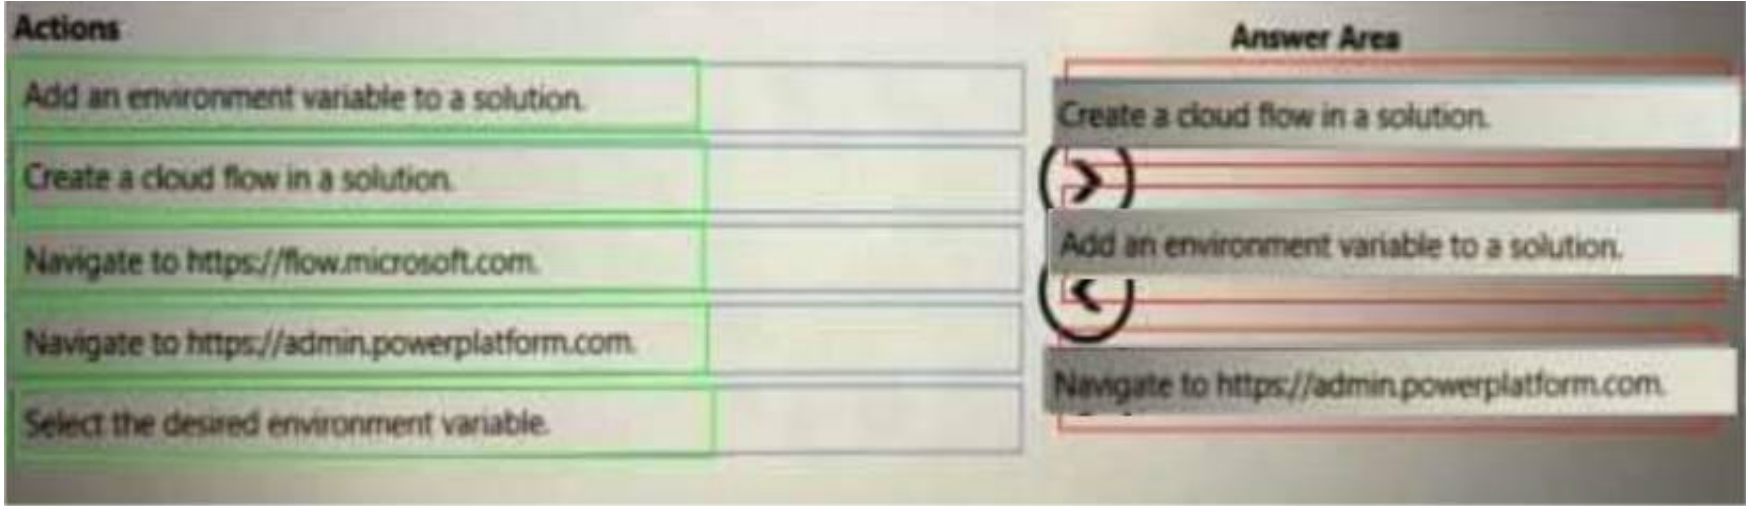 Actions
Add an environment variable to a solution.
Create a cloud flow in a solution.
Navigate to https://flow.microsoft.com.
Navigate to https://admin.powerplatform.com.
Select the desired environment variable.
Answer Area
Create a cloud flow in a solution.
Add an environment variable to a solution.
Navigate to https://admin.powerplatform.com.